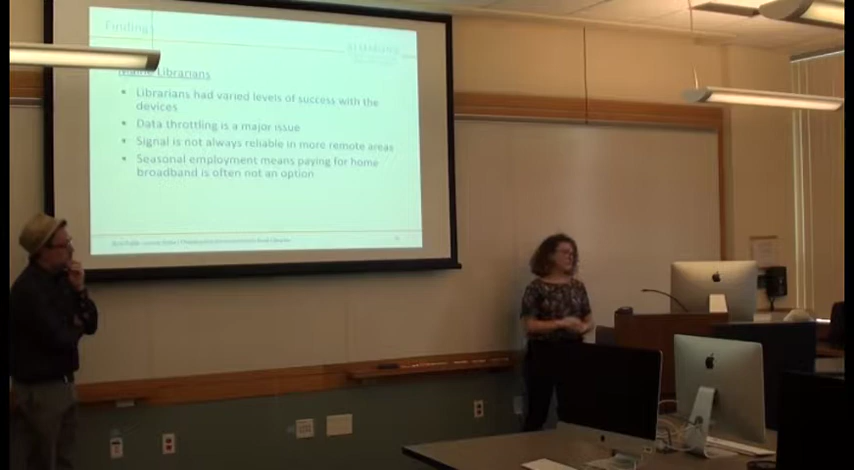 Funding
Librarians
• Librarians had varied levels of success with the
devices
• Data throttling is a major issue
• Signal is not always reliable in more remote areas
• Seasonal employment means paying for home
broadband is often not an option